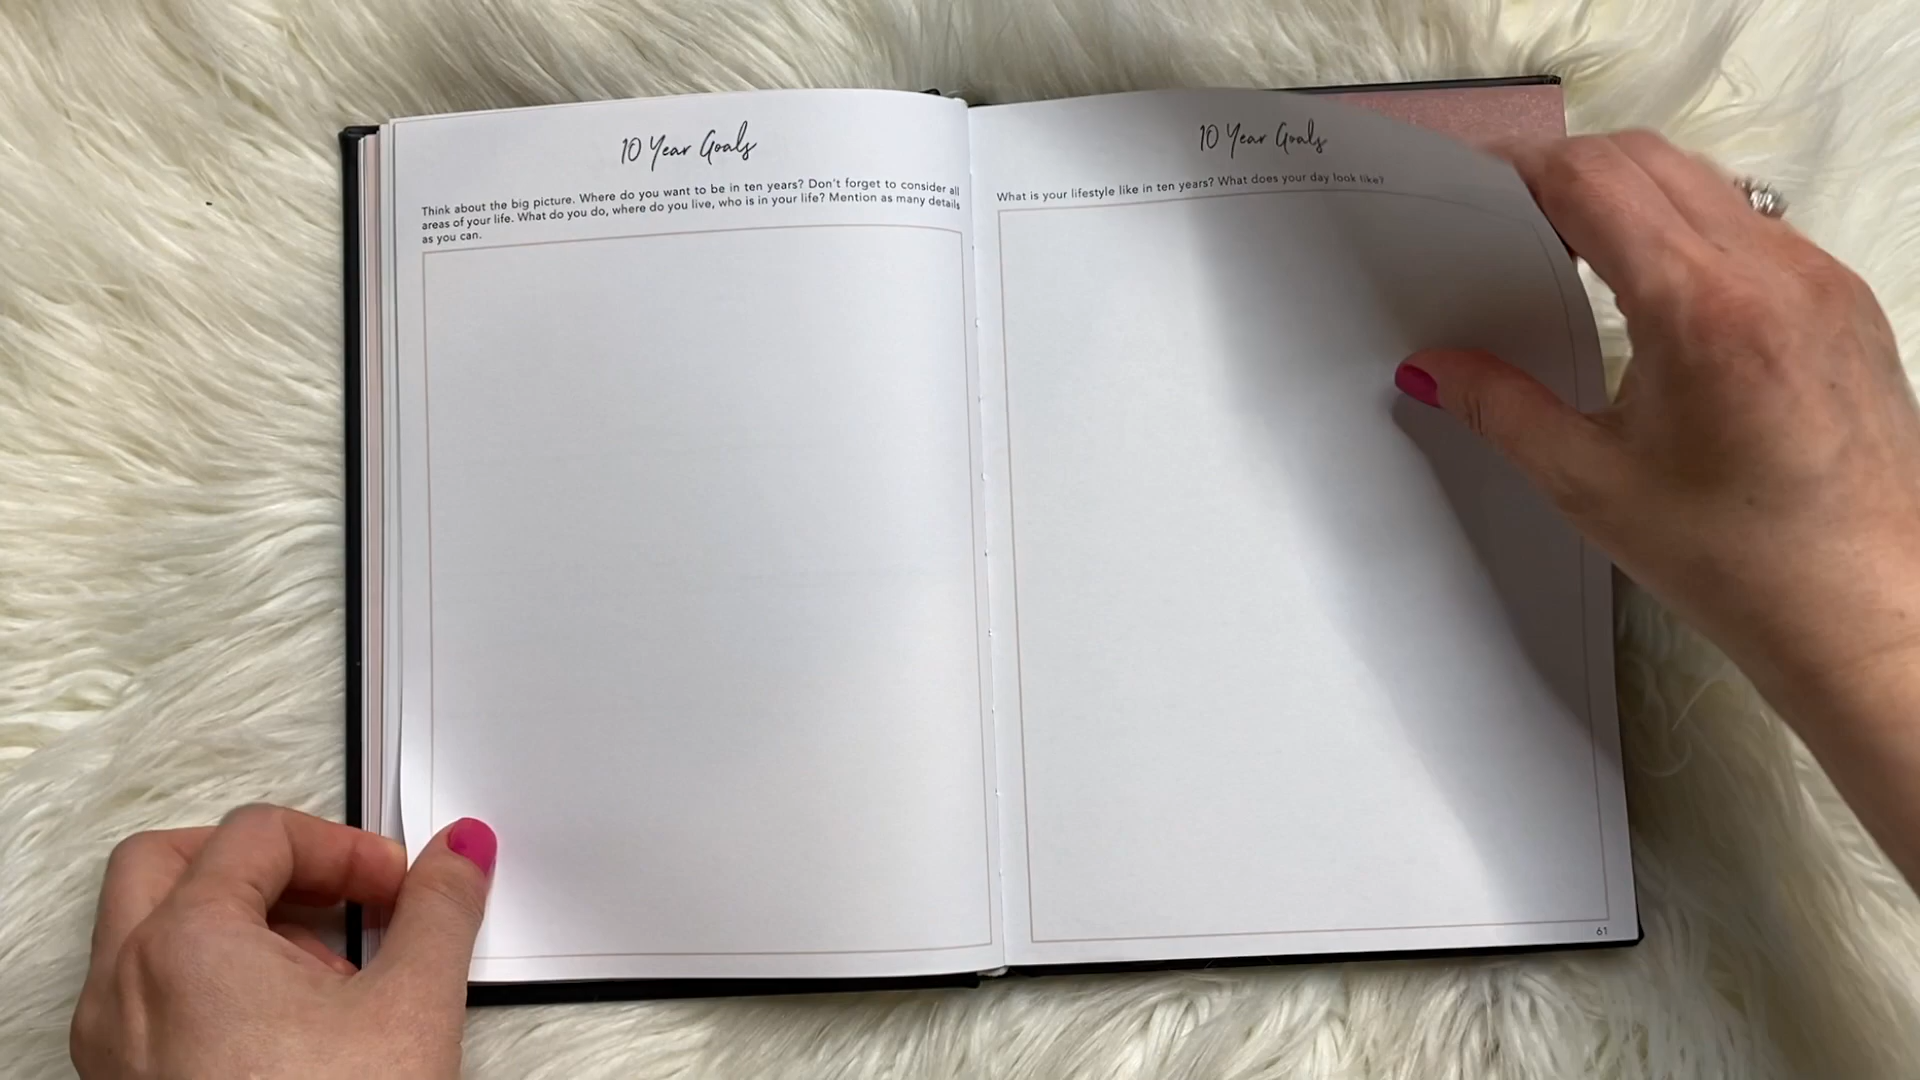 10 Year Goals
Think about the big picture. Where do you want to be in ten years? Don't forget to consider all
areas of your life. What do you do, where do you live, who is in your life? Mention as many details
as you can.
10 Year Goals
What is your lifestyle like in ten years? What does your day look like?
61